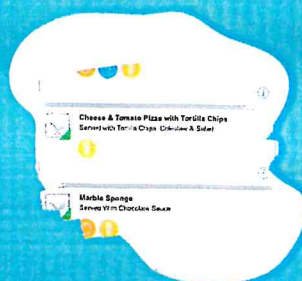 Cheese & Tomato Pizza with Tortilla Chips
Served with Tortilla Chips, Coleslaw & Salad
Marble Sponge
Served With Chocolate Sauce